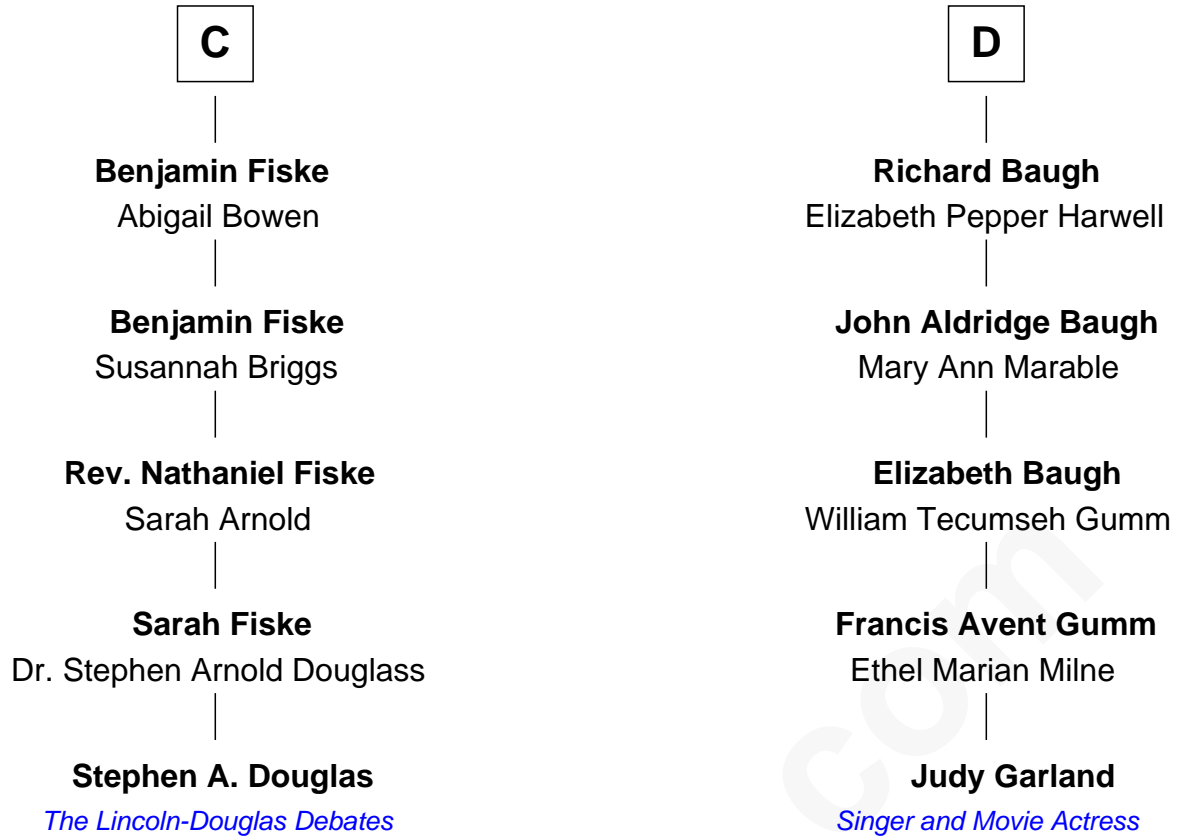 C
Benjamin Fiske
Abigail Bowen
Benjamin Fiske
Susannah Briggs
Rev. Nathaniel Fiske
Sarah Arnold
Sarah Fiske
Dr. Stephen Arnold Douglass
Stephen A. Douglas
The Lincoln-Douglas Debates
D
Richard Baugh
Elizabeth Pepper Harwell
John Aldridge Baugh
Mary Ann Marable
Elizabeth Baugh
William Tecumseh Gumm
Francis Avent Gumm
Ethel Marian Milne
Judy Garland
Singer and Movie Actress
com